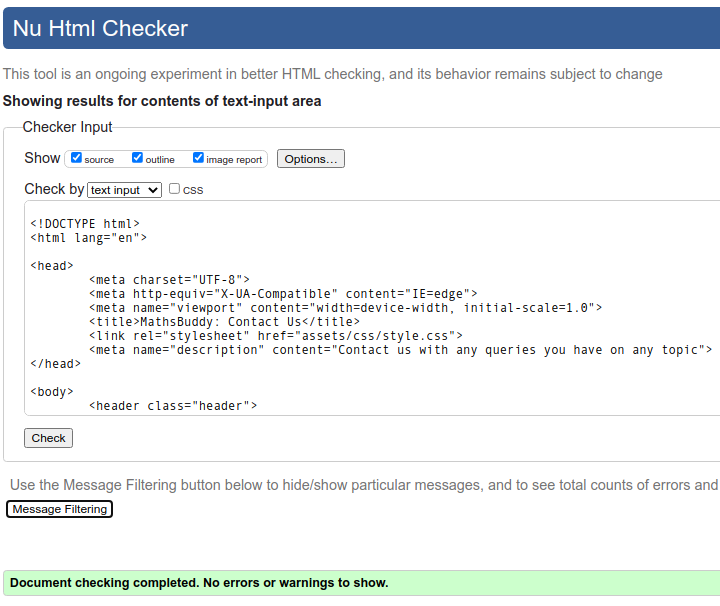 Nu Html Checker
This tool is an ongoing experiment in better HTML checking, and its behavior remains subject to change
Showing results for contents of text-input area
Checker Input
Show source outline image report Options...
Check by text input CSS
<!DOCTYPE html>
<html lang="en">
<head>
<meta charset="UTF-8">
<meta http-equiv="X-UA-Compatible" content="IE=edge">
<meta name="viewport" content="width=device-width, initial-scale=1.0">
<title>MathsBuddy: Contact Us</title>
<link rel="stylesheet" href="assets/css/style.css">
<meta name="description" content="Contact us with any queries you have on any topic">
</head>
<body>
<header class="header">
Check
Use the Message Filtering button below to hide/show particular messages, and to see total counts of errors and
Message Filtering
Document checking completed. No errors or warnings to show.